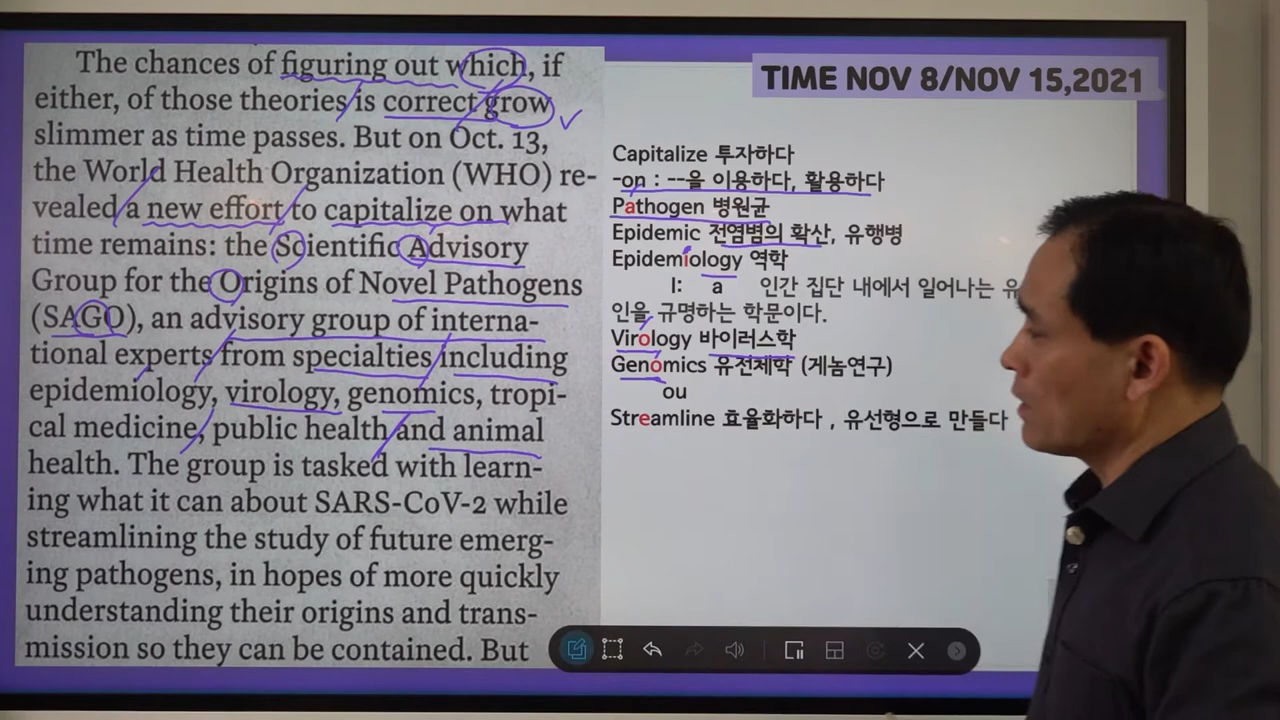 The chances of figuring out which, if
either, of those theories is correct grow
slimmer as time passes. But on Oct. 13,
the World Health Organization (WHO) re-
vealed a new effort to capitalize on what
time remains: the Scientific Advisory
Group for the Origins of Novel Pathogens
(SAGO), an advisory group of interna-
tional experts from specialties including
epidemiology, virology, genomics, tropi-
cal medicine, public health and animal
health. The group is tasked with learn-
ing what it can about SARS-CoV-2 while
streamlining the study of future emerg-
ing pathogens, in hopes of more quickly
understanding their origins and trans-
mission so they can be contained. But
TIME NOV 8/NOV 15,2021
Capitalize 투자하다
-on : --을 이용하다, 활용하다
Pathogen 병원균
Epidemic 전염병의 확산, 유행병
Epidemiology 역학
I: a 인간 집단 내에서 일어나는 유
인을 규명하는 학문이다.
Virology 바이러스학
Genomics 유전체학 (게놈연구)
ou
Streamline 효율화하다 , 유선형으로 만들다